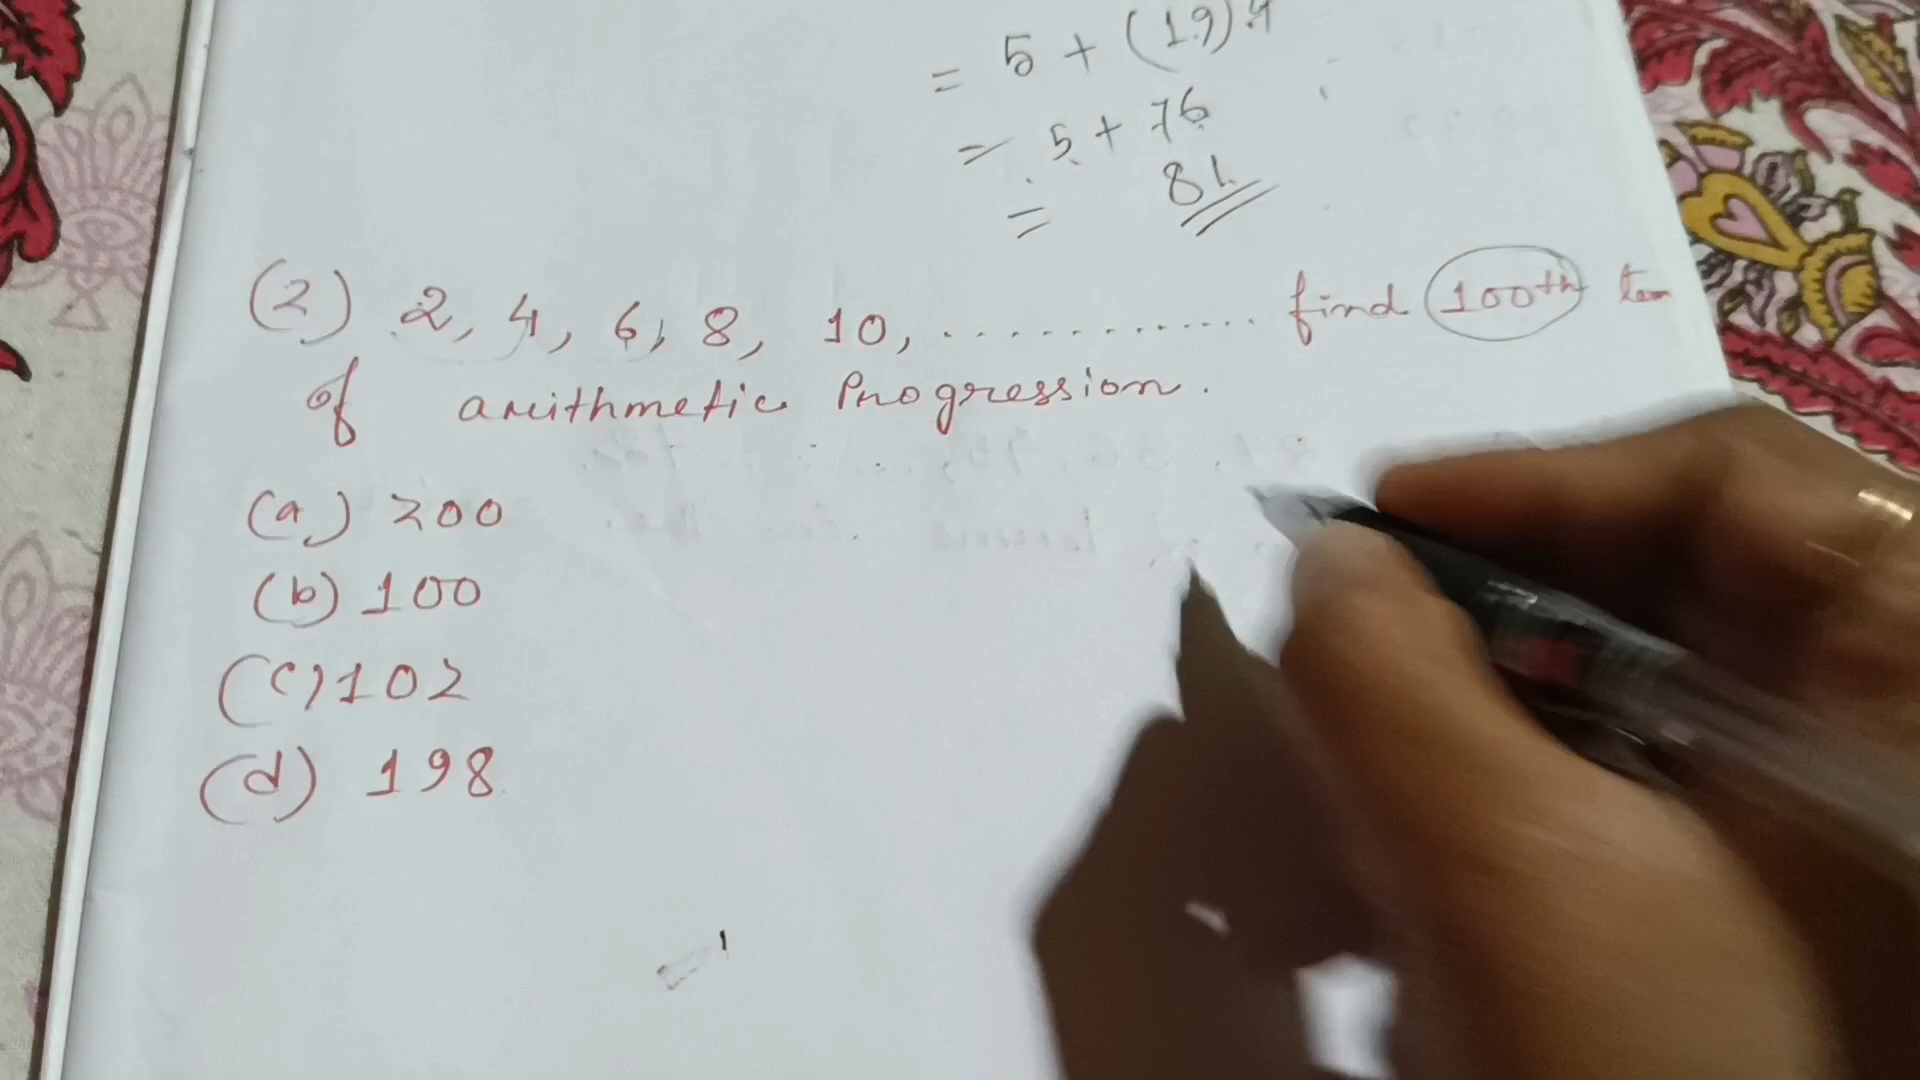 = 5 + (19).4
= 5 + 76
= 81
(2) 2, 4, 6, 8, 10, ............. find 100th term
of arithmetic Progression.
(a) 200
(b) 100
(c) 102
(d) 198